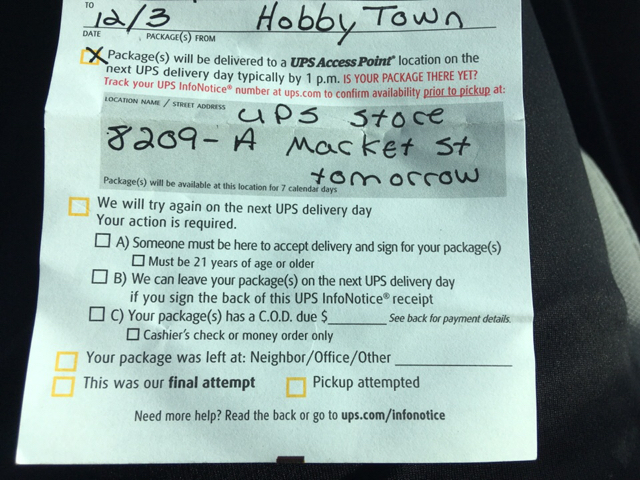 TO
12/3 Hobby Town
DATE PACKAGE(S) FROM
X Package(s) will be delivered to a UPS Access Point® location on the
next UPS delivery day typically by 1 p.m. IS YOUR PACKAGE THERE YET?
Track your UPS InfoNotice® number at ups.com to confirm availability prior to pickup at:
LOCATION NAME / STREET ADDRESS UPS Store
8209-A Market St
tomorrow
Package(s) will be available at this location for 7 calendar days
We will try again on the next UPS delivery day
Your action is required.
A) Someone must be here to accept delivery and sign for your package(s)
Must be 21 years of age or older
B) We can leave your package(s) on the next UPS delivery day
if you sign the back of this UPS InfoNotice® receipt
C) Your package(s) has a C.O.D. due $________ See back for payment details.
Cashier's check or money order only
Your package was left at: Neighbor/Office/Other ____________
This was our final attempt Pickup attempted
Need more help? Read the back or go to ups.com/infonotice